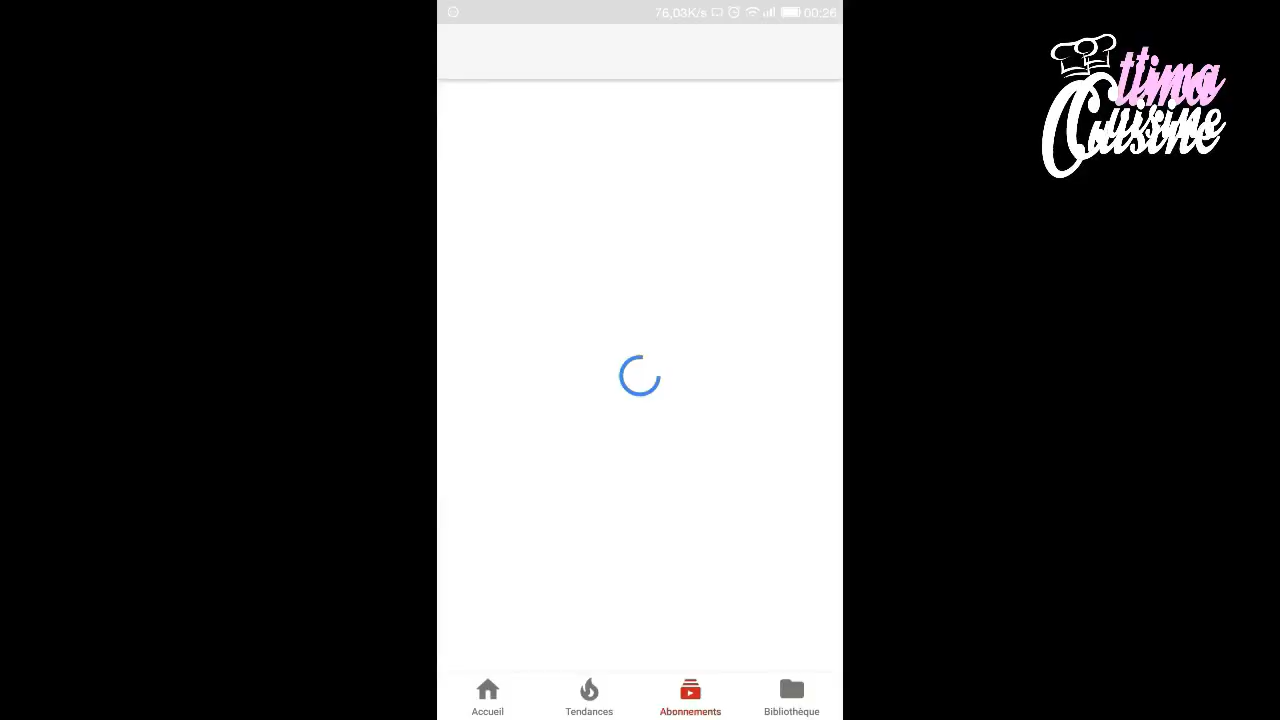 76,03K/s 00:26
ttima
Cuisine
Accueil
Tendances
Abonnements
Bibliothèque